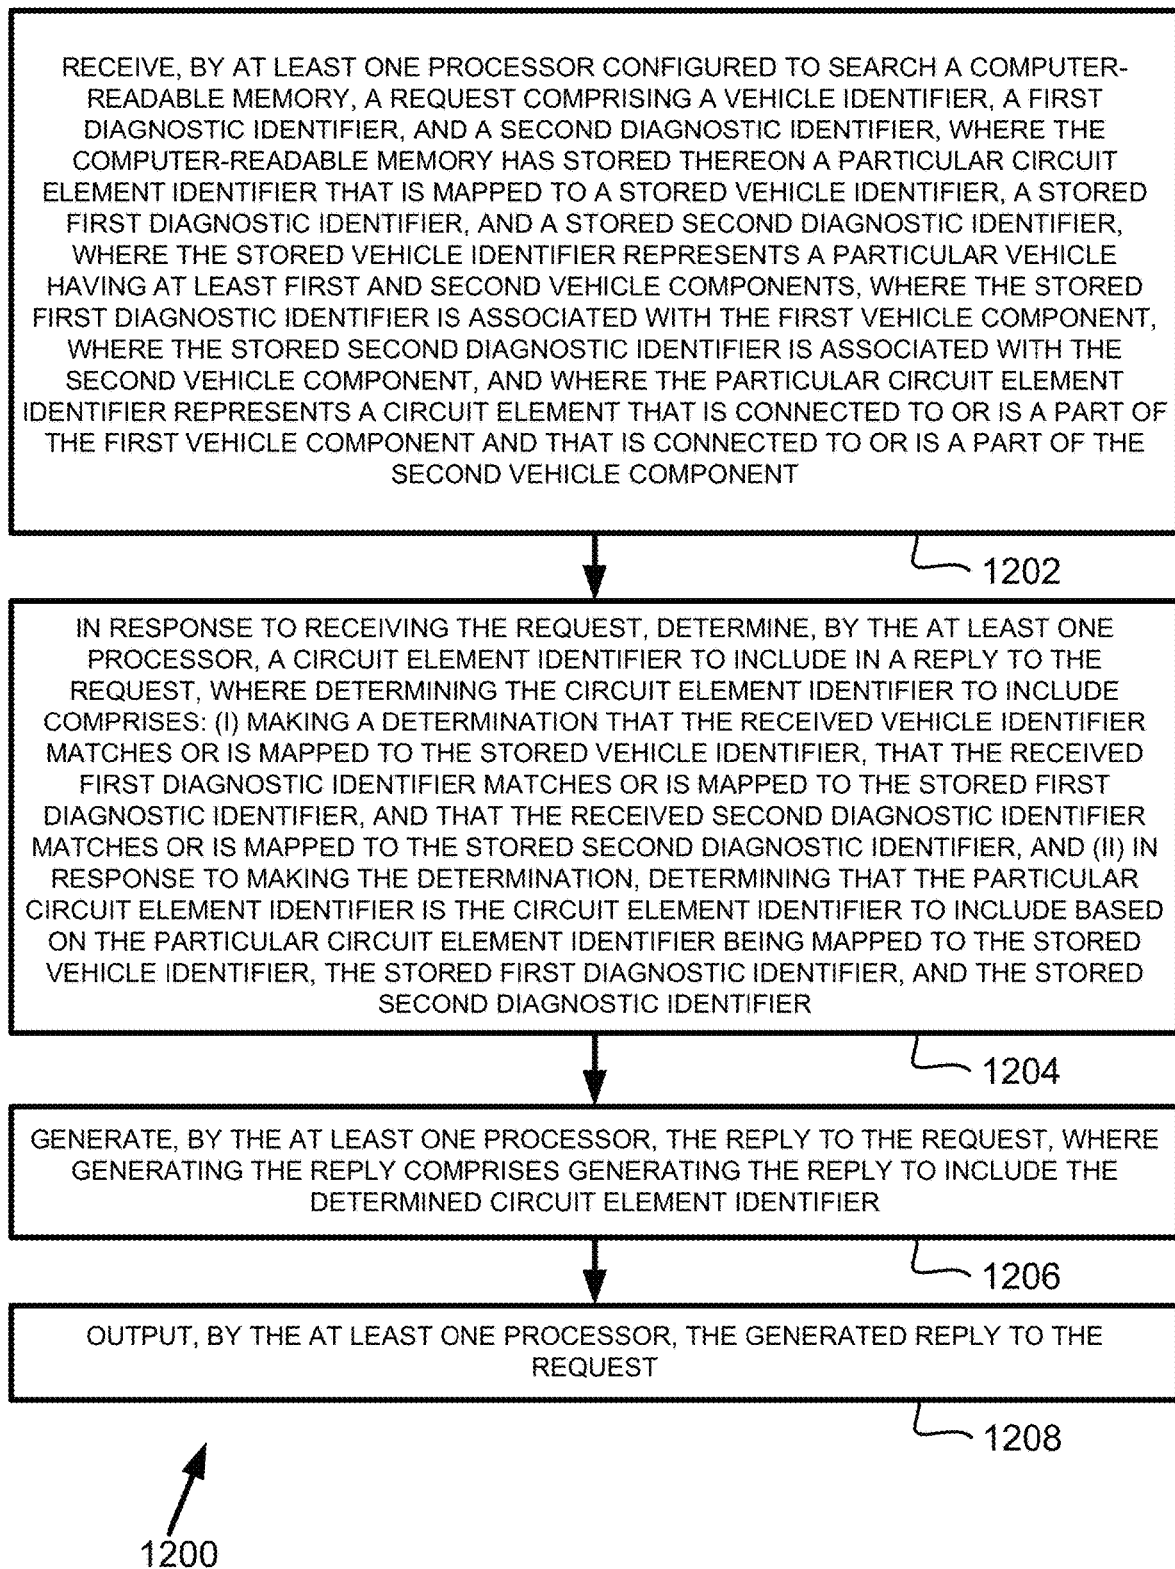 RECEIVE, BY AT LEAST ONE PROCESSOR CONFIGURED TO SEARCH A COMPUTER-
READABLE MEMORY, A REQUEST COMPRISING A VEHICLE IDENTIFIER, A FIRST
DIAGNOSTIC IDENTIFIER, AND A SECOND DIAGNOSTIC IDENTIFIER, WHERE THE
COMPUTER-READABLE MEMORY HAS STORED THEREON A PARTICULAR CIRCUIT
ELEMENT IDENTIFIER THAT IS MAPPED TO A STORED VEHICLE IDENTIFIER, A STORED
FIRST DIAGNOSTIC IDENTIFIER, AND A STORED SECOND DIAGNOSTIC IDENTIFIER,
WHERE THE STORED VEHICLE IDENTIFIER REPRESENTS A PARTICULAR VEHICLE
HAVING AT LEAST FIRST AND SECOND VEHICLE COMPONENTS, WHERE THE STORED
FIRST DIAGNOSTIC IDENTIFIER IS ASSOCIATED WITH THE FIRST VEHICLE COMPONENT,
WHERE THE STORED SECOND DIAGNOSTIC IDENTIFIER IS ASSOCIATED WITH THE
SECOND VEHICLE COMPONENT, AND WHERE THE PARTICULAR CIRCUIT ELEMENT
IDENTIFIER REPRESENTS A CIRCUIT ELEMENT THAT IS CONNECTED TO OR IS A PART OF
THE FIRST VEHICLE COMPONENT AND THAT IS CONNECTED TO OR IS A PART OF THE
SECOND VEHICLE COMPONENT
1202
IN RESPONSE TO RECEIVING THE REQUEST, DETERMINE, BY THE AT LEAST ONE
PROCESSOR, A CIRCUIT ELEMENT IDENTIFIER TO INCLUDE IN A REPLY TO THE
REQUEST, WHERE DETERMINING THE CIRCUIT ELEMENT IDENTIFIER TO INCLUDE
COMPRISES: (I) MAKING A DETERMINATION THAT THE RECEIVED VEHICLE IDENTIFIER
MATCHES OR IS MAPPED TO THE STORED VEHICLE IDENTIFIER, THAT THE RECEIVED
FIRST DIAGNOSTIC IDENTIFIER MATCHES OR IS MAPPED TO THE STORED FIRST
DIAGNOSTIC IDENTIFIER, AND THAT THE RECEIVED SECOND DIAGNOSTIC IDENTIFIER
MATCHES OR IS MAPPED TO THE STORED SECOND DIAGNOSTIC IDENTIFIER, AND (II) IN
RESPONSE TO MAKING THE DETERMINATION, DETERMINING THAT THE PARTICULAR
CIRCUIT ELEMENT IDENTIFIER IS THE CIRCUIT ELEMENT IDENTIFIER TO INCLUDE BASED
ON THE PARTICULAR CIRCUIT ELEMENT IDENTIFIER BEING MAPPED TO THE STORED
VEHICLE IDENTIFIER, THE STORED FIRST DIAGNOSTIC IDENTIFIER, AND THE STORED
SECOND DIAGNOSTIC IDENTIFIER
1204
GENERATE, BY THE AT LEAST ONE PROCESSOR, THE REPLY TO THE REQUEST, WHERE
GENERATING THE REPLY COMPRISES GENERATING THE REPLY TO INCLUDE THE
DETERMINED CIRCUIT ELEMENT IDENTIFIER
1206
OUTPUT, BY THE AT LEAST ONE PROCESSOR, THE GENERATED REPLY TO THE
REQUEST
1208
1200